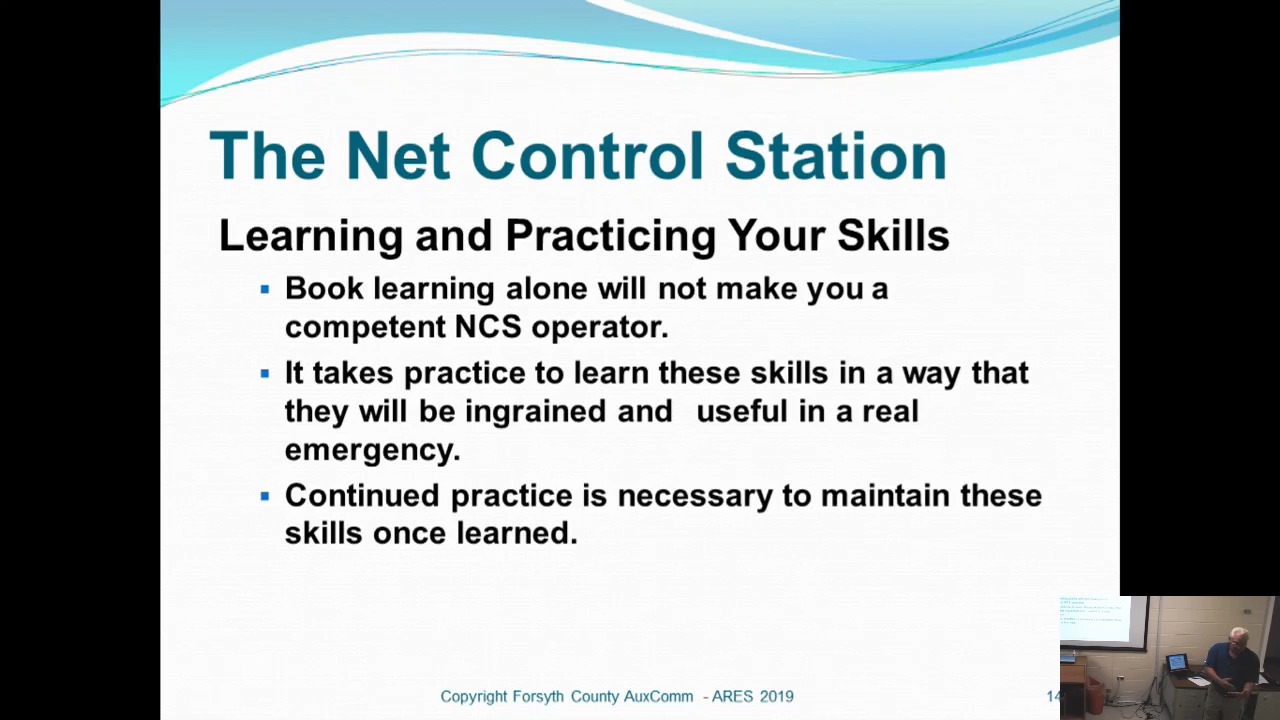 The Net Control Station
Learning and Practicing Your Skills
▪ Book learning alone will not make you a
competent NCS operator.
▪ It takes practice to learn these skills in a way that
they will be ingrained and useful in a real
emergency.
▪ Continued practice is necessary to maintain these
skills once learned.
Copyright Forsyth County AuxComm - ARES 2019